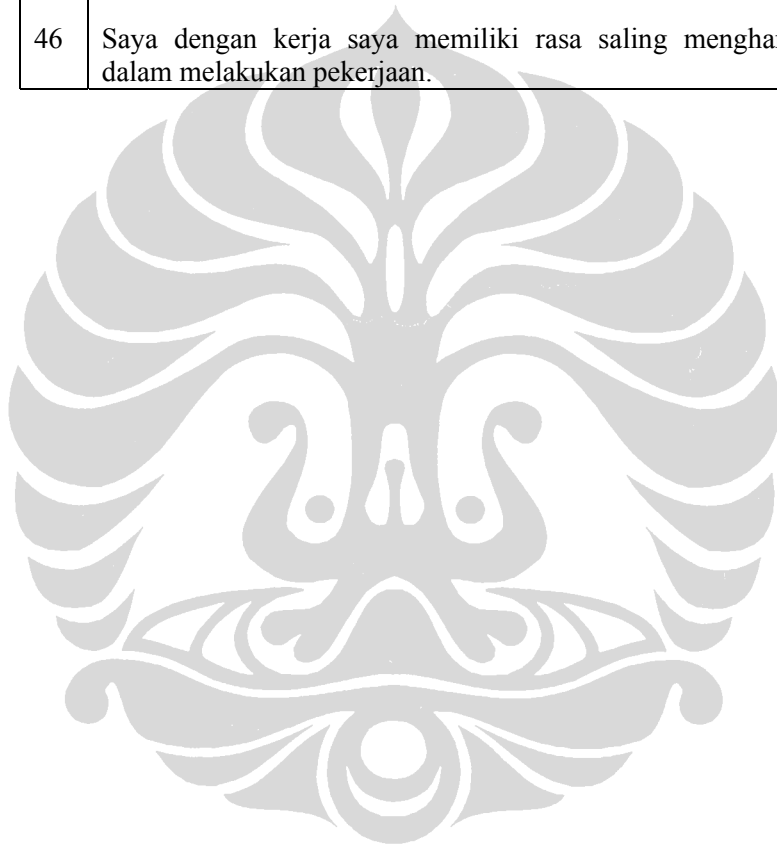 46 Saya dengan kerja saya memiliki rasa saling
dalam melakukan pekerjaan.